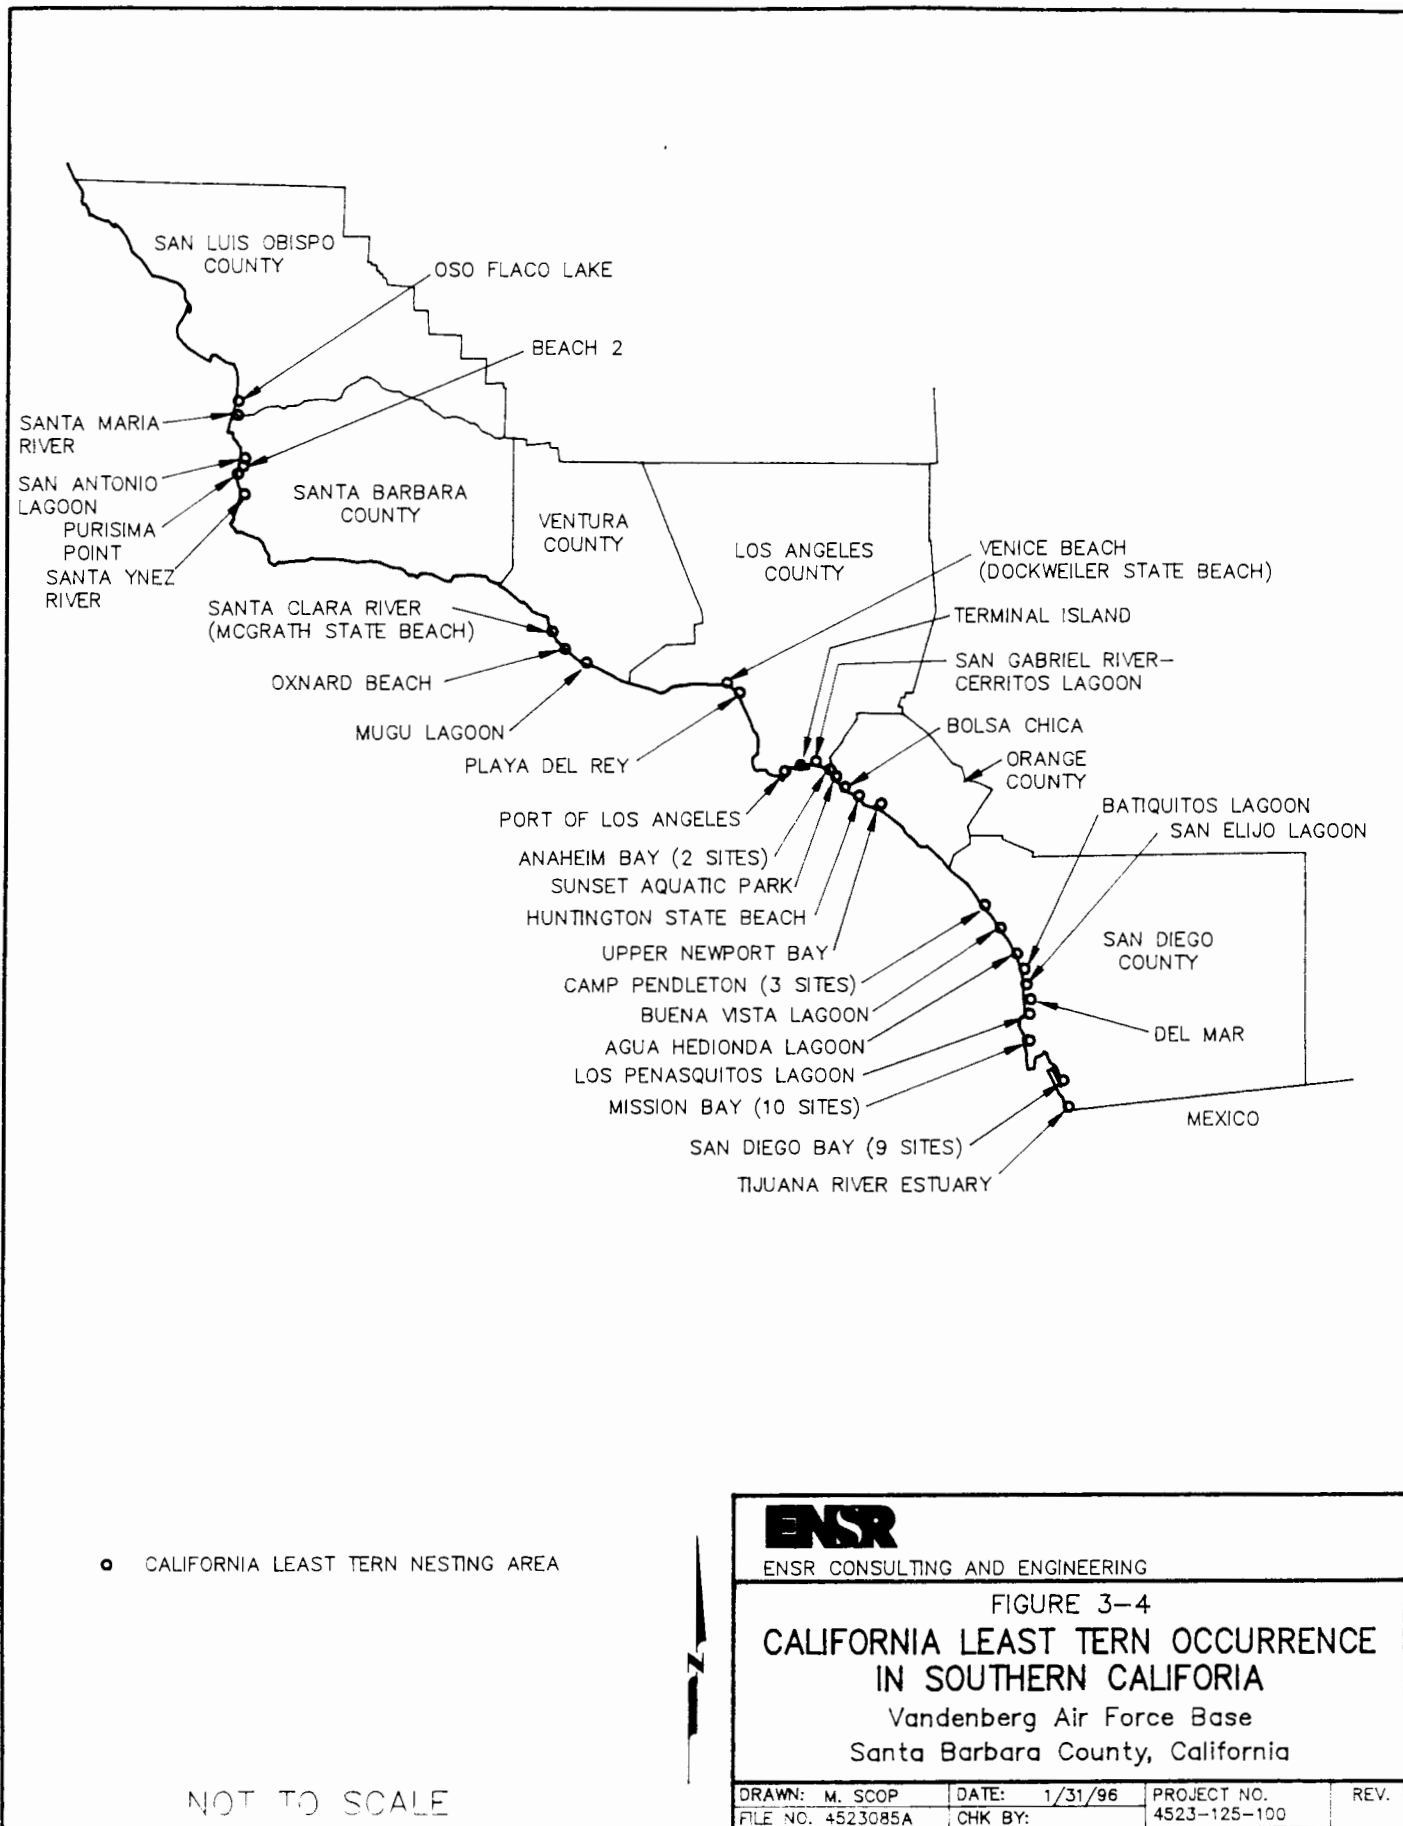 SAN LUIS OBISPO
COUNTY
OSO FLACO LAKE
BEACH 2
SANTA MARIA
RIVER
SAN ANTONIO
LAGOON
PURISIMA
POINT
SANTA YNEZ
RIVER
SANTA BARBARA
COUNTY
VENTURA
COUNTY
LOS ANGELES
COUNTY
VENICE BEACH
(DOCKWEILER STATE BEACH)
SANTA CLARA RIVER
(MCGRATH STATE BEACH)
TERMINAL ISLAND
SAN GABRIEL RIVER-
CERRITOS LAGOON
OXNARD BEACH
MUGU LAGOON
BOLSA CHICA
PLAYA DEL REY
ORANGE
COUNTY
PORT OF LOS ANGELES
BATIQUITOS LAGOON
SAN ELIJO LAGOON
ANAHEIM BAY (2 SITES)
SUNSET AQUATIC PARK
HUNTINGTON STATE BEACH
UPPER NEWPORT BAY
SAN DIEGO
COUNTY
CAMP PENDLETON (3 SITES)
BUENA VISTA LAGOON
DEL MAR
AGUA HEDIONDA LAGOON
LOS PENASQUITOS LAGOON
MISSION BAY (10 SITES)
MEXICO
SAN DIEGO BAY (9 SITES)
TIJUANA RIVER ESTUARY
CALIFORNIA LEAST TERN NESTING AREA
N
NOT TO SCALE
ENSR
ENSR CONSULTING AND ENGINEERING
FIGURE 3-4
CALIFORNIA LEAST TERN OCCURRENCE
IN SOUTHERN CALIFORIA
Vandenberg Air Force Base
Santa Barbara County, California
DRAWN: M. SCOP DATE: 1/31/96 PROJECT NO. REV.
FILE NO. 4523085A CHK BY: 4523-125-100